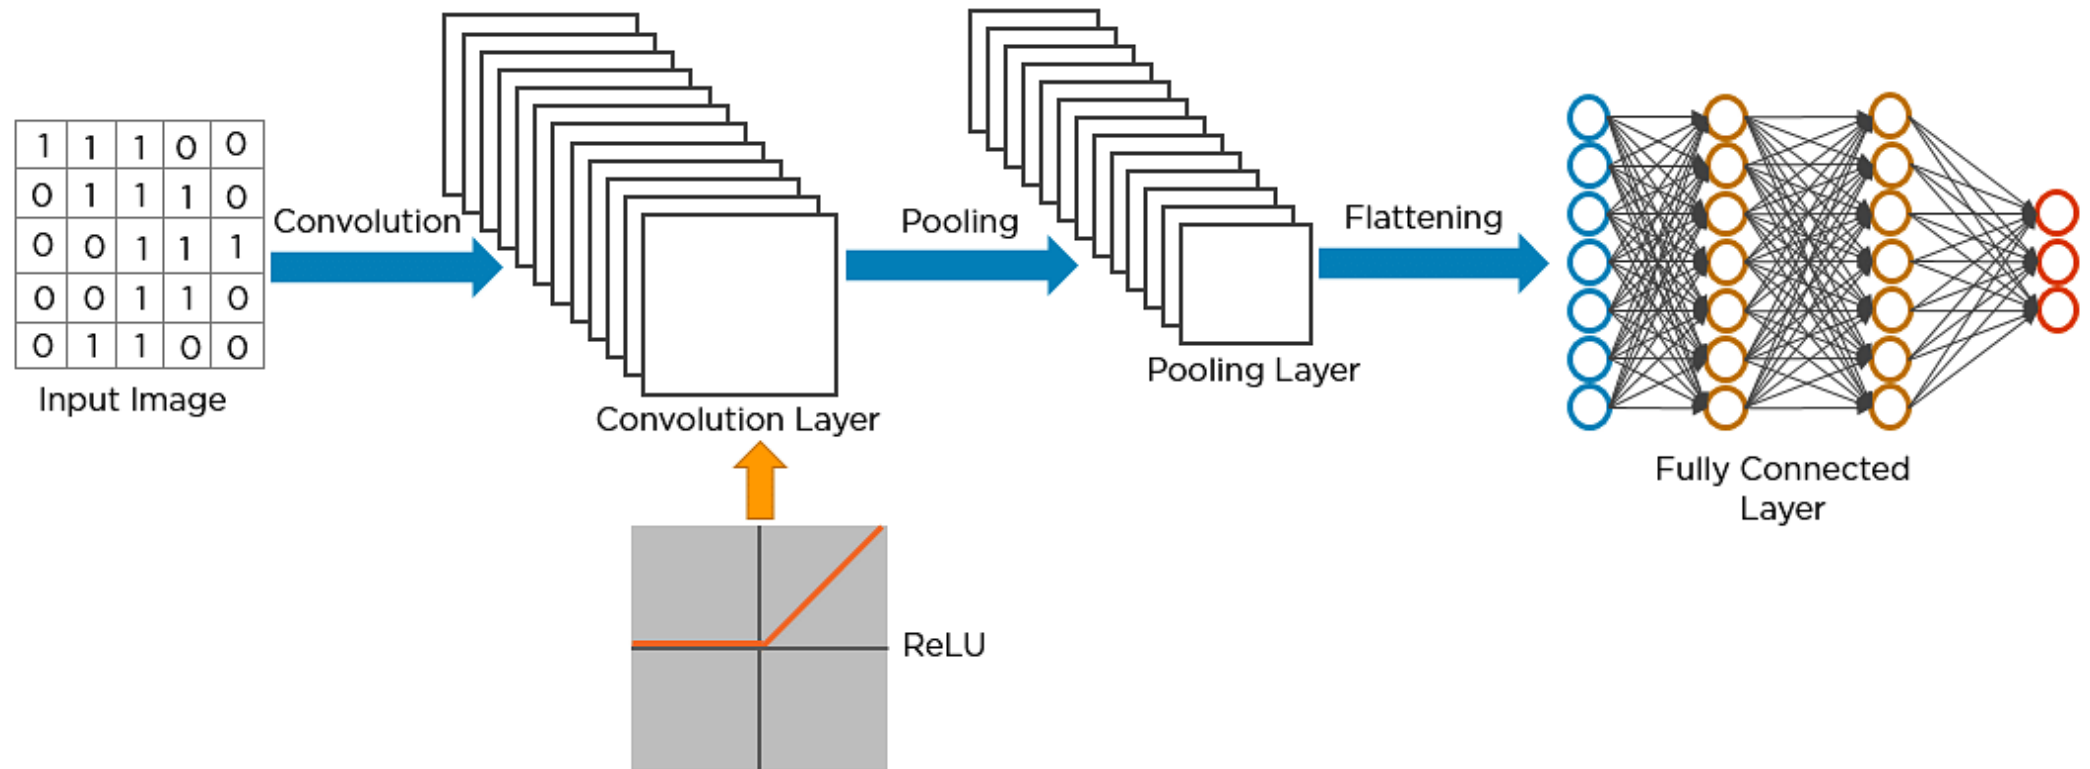 1 1 1 0 0
0 1 1 1 0
0 0 1 1 1
0 0 1 1 0
0 1 1 0 0
Input Image
Convolution
Convolution Layer
ReLU
Pooling
Pooling Layer
Flattening
Fully Connected
Layer